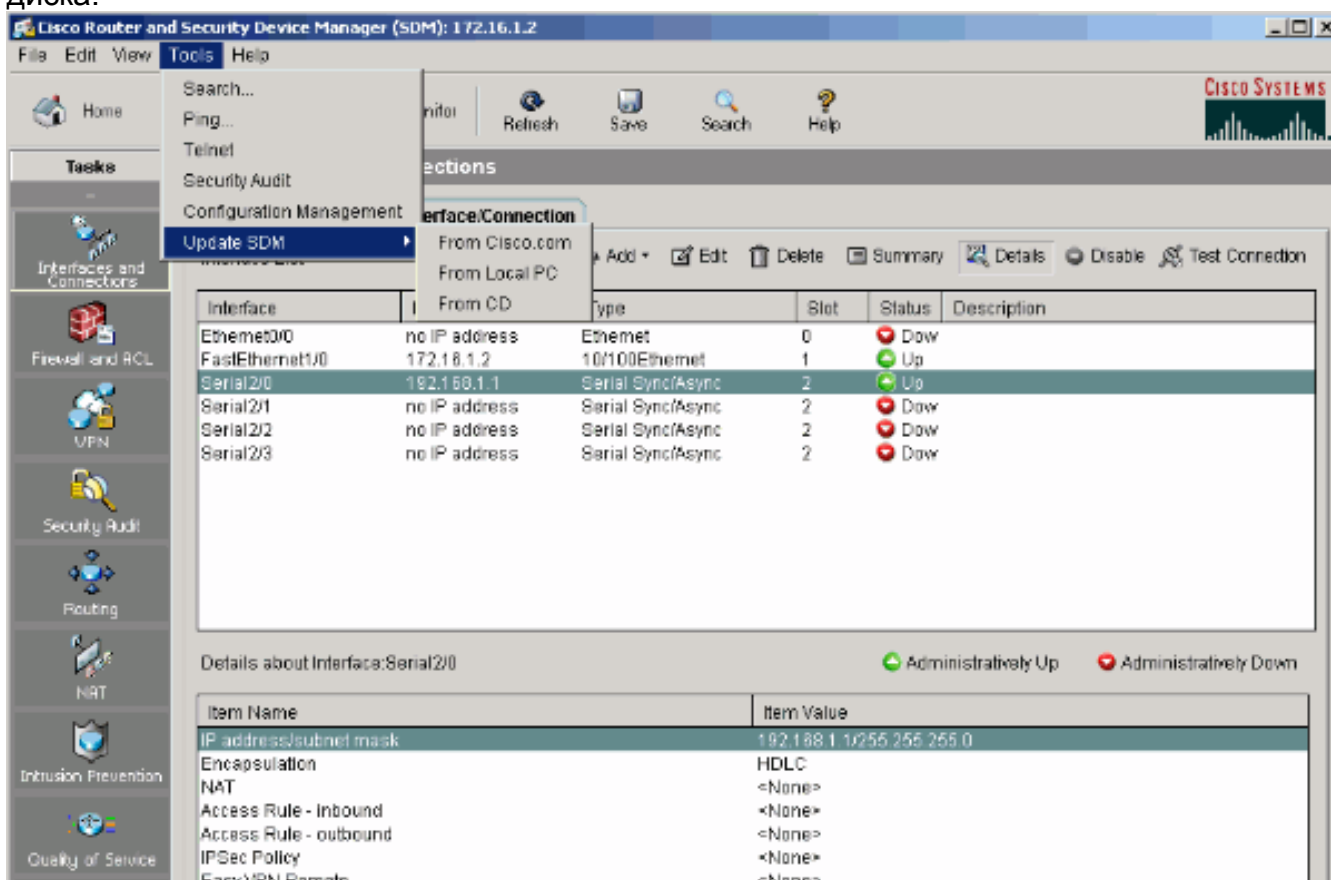 диска.
Cisco Router and Security Device Manager (SDM): 172.16.1.2
File Edit View Tools Help
Home
Refresh Save Search Help
CISCO SYSTEMS
Search...
Ping...
Telnet
Security Audit
Configuration Management
Update SDM
From Cisco.com
From Local PC
From CD
Tasks
Interfaces and Connections
Firewall and ACL
VPN
Security Audit
Routing
NAT
Intrusion Prevention
Quality of Service
ections
erface/Connection
Add Edit Delete Summary Details Disable Test Connection
Interface Type Slot Status Description
Ethernet0/0 no IP address Ethernet 0 Dow
FastEthernet1/0 172.16.1.2 10/100Ethernet 1 Up
Serial2/0 192.168.1.1 Serial Sync/Async 2 Up
Serial2/1 no IP address Serial Sync/Async 2 Dow
Serial2/2 no IP address Serial Sync/Async 2 Dow
Serial2/3 no IP address Serial Sync/Async 2 Dow
Details about Interface:Serial2/0 Administratively Up Administratively Down
Item Name Item Value
IP address/subnet mask 192.168.1.1/255.255.255.0
Encapsulation HDLC
NAT <None>
Access Rule - inbound <None>
Access Rule - outbound <None>
IPSec Policy <None>